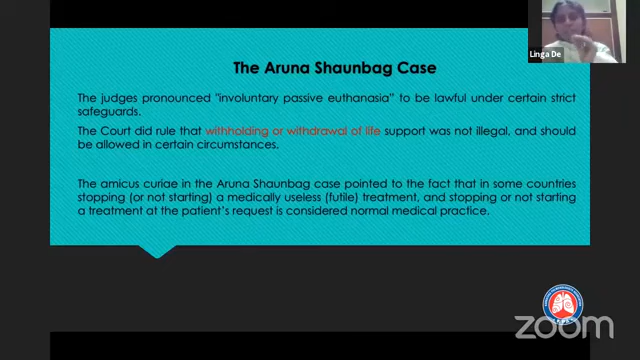 Linga De
The Aruna Shaunbag Case
The judges pronounced "involuntary passive euthanasia" to be lawful under certain strict
safeguards.
The Court did rule that withholding or withdrawal of life support was not illegal, and should
be allowed in certain circumstances.
The amicus curiae in the Aruna Shaunbag case pointed to the fact that in some countries
stopping (or not starting) a medically useless (futile) treatment, and stopping or not starting
a treatment at the patient's request is considered normal medical practice.
zoom